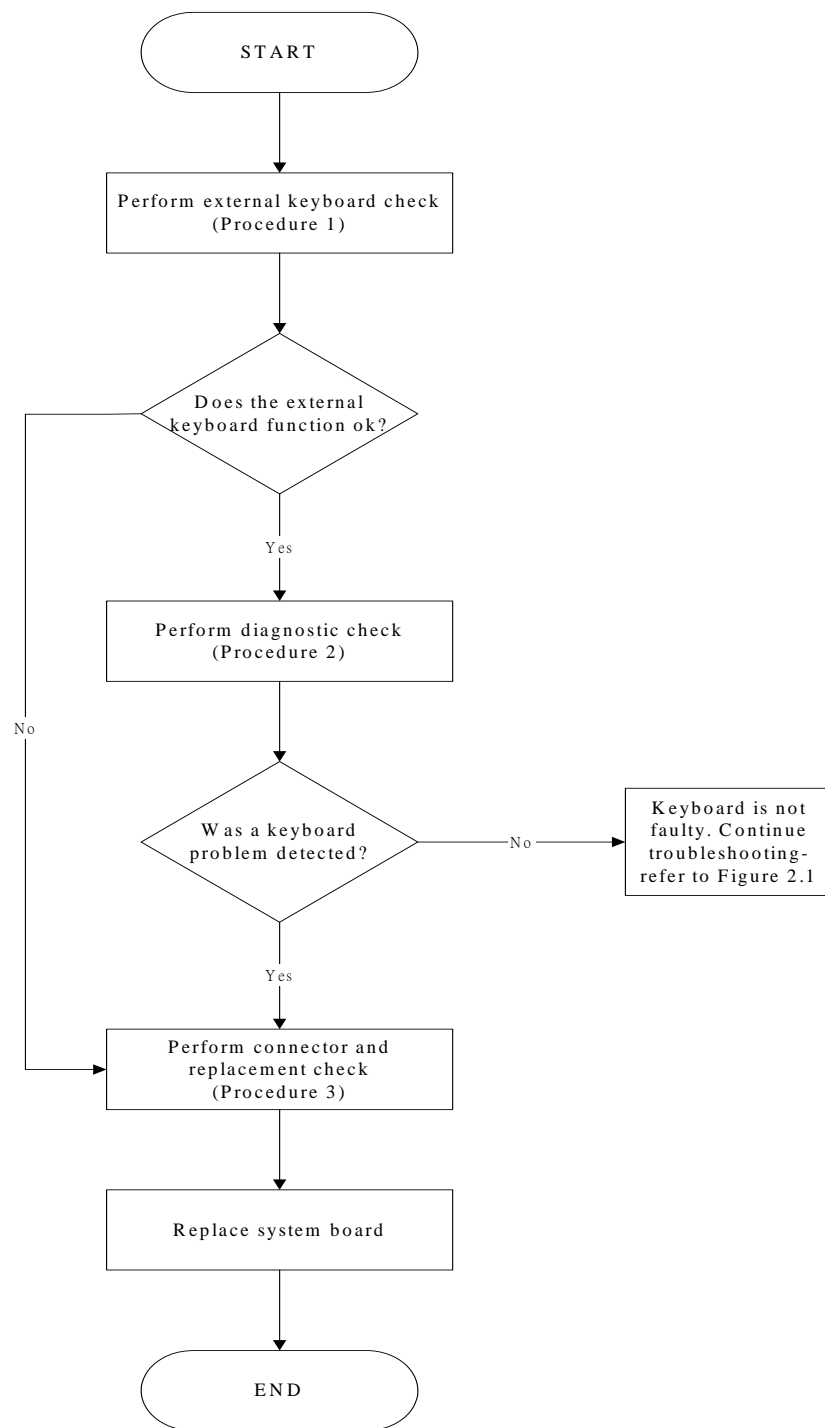 START
Perform external keyboard check
(Procedure 1)
Does the external
keyboard function ok?
Yes
Perform diagnostic check
(Procedure 2)
No
Was a keyboard
problem detected?
No
Keyboard is not
faulty. Continue
troubleshooting-
refer to Figure 2.1
Yes
Perform connector and
replacement check
(Procedure 3)
Replace system board
END